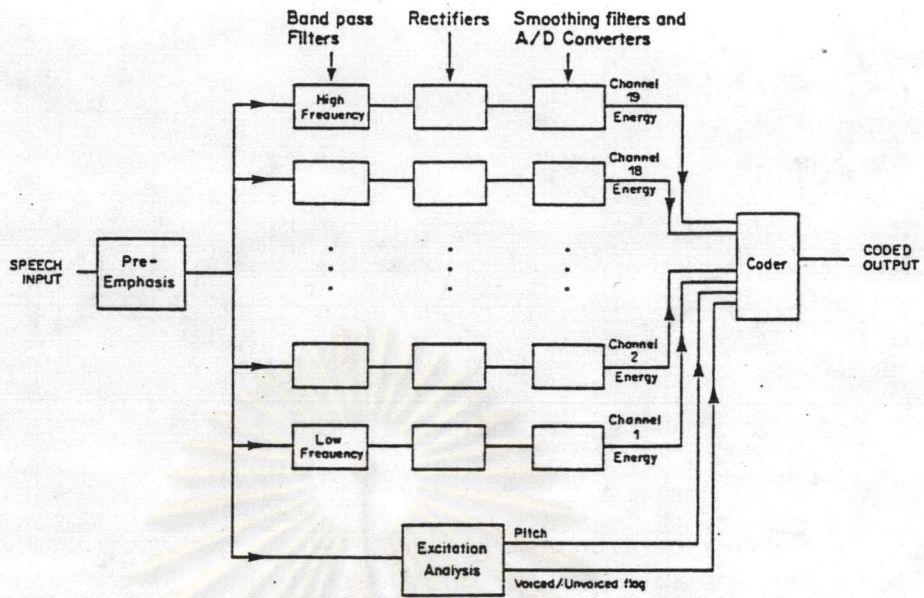 Band pass
Filters
Rectifiers
Smoothing filters and
A/D Converters
High
Frequency
Channel
19
Energy
Channel
18
Energy
SPEECH
INPUT
Pre-
Emphasis
Coder
CODED
OUTPUT
Channel
2
Energy
Low
Frequency
Channel
1
Energy
Excitation
Analysis
Pitch
Voiced/Unvoiced flag